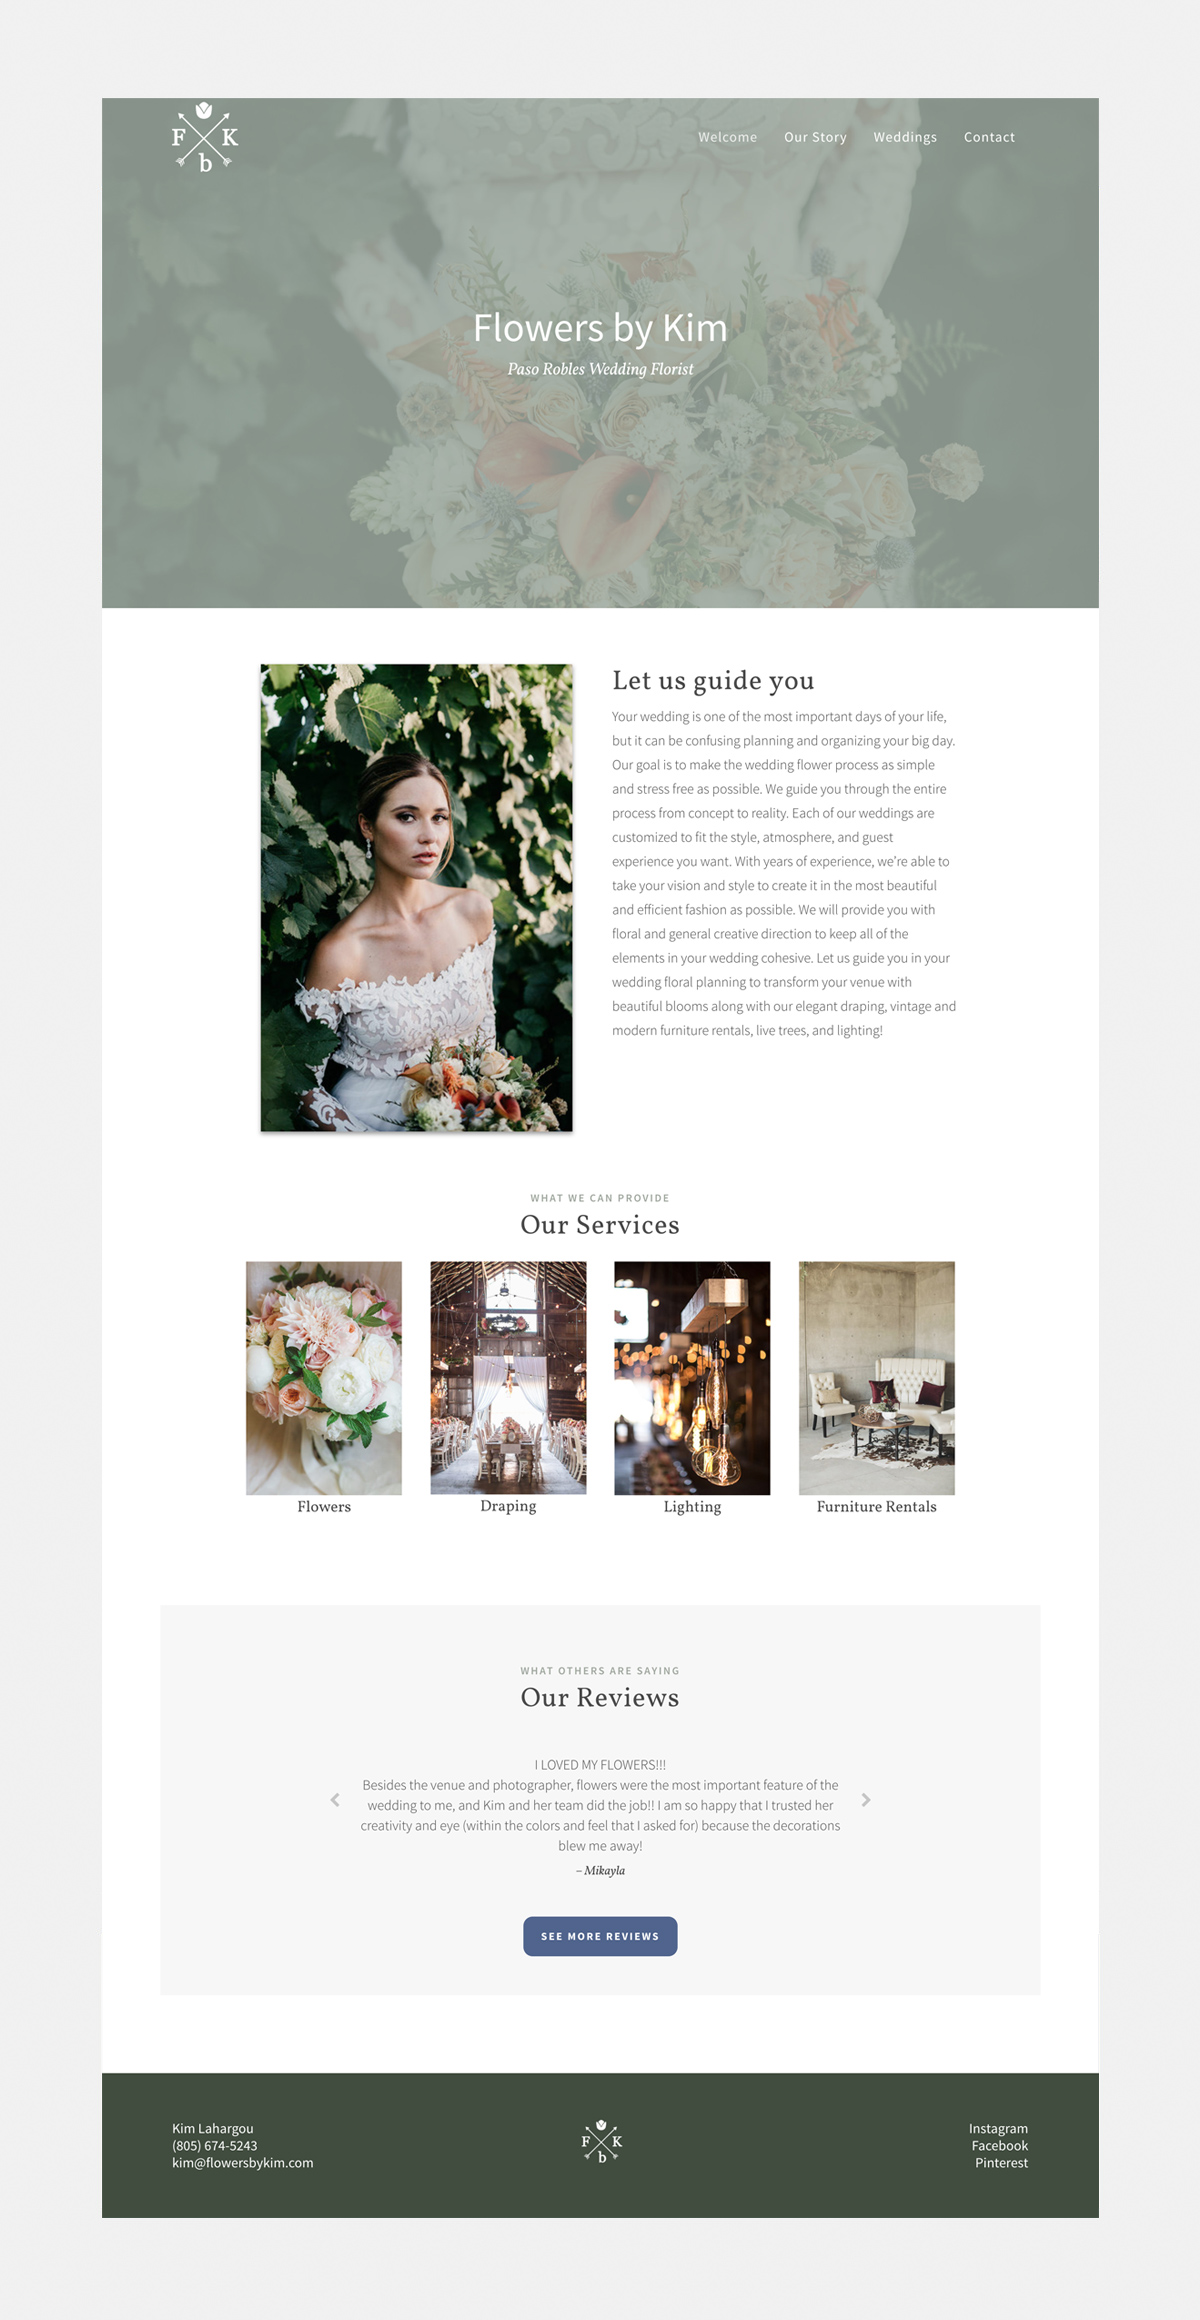 F K
b
Welcome Our Story Weddings Contact
Flowers by Kim
Paso Robles Wedding Florist
Let us guide you
Your wedding is one of the most important days of your life,
but it can be confusing planning and organizing your big day.
Our goal is to make the wedding flower process as simple
and stress free as possible. We guide you through the entire
process from concept to reality. Each of our weddings are
customized to fit the style, atmosphere, and guest
experience you want. With years of experience, we're able to
take your vision and style to create it in the most beautiful
and efficient fashion as possible. We will provide you with
floral and general creative direction to keep all of the
elements in your wedding cohesive. Let us guide you in your
wedding floral planning to transform your venue with
beautiful blooms along with our elegant draping, vintage and
modern furniture rentals, live trees, and lighting!
WHAT WE CAN PROVIDE
Our Services
Flowers
Draping
Lighting
Furniture Rentals
WHAT OTHERS ARE SAYING
Our Reviews
I LOVED MY FLOWERS!!!
Besides the venue and photographer, flowers were the most important feature of the
wedding to me, and Kim and her team did the job!! I am so happy that I trusted her
creativity and eye (within the colors and feel that I asked for) because the decorations
blew me away!
– Mikayla
SEE MORE REVIEWS
Kim Lahargou
(805) 674-5243
kim@flowersbykim.com
F K
b
Instagram
Facebook
Pinterest